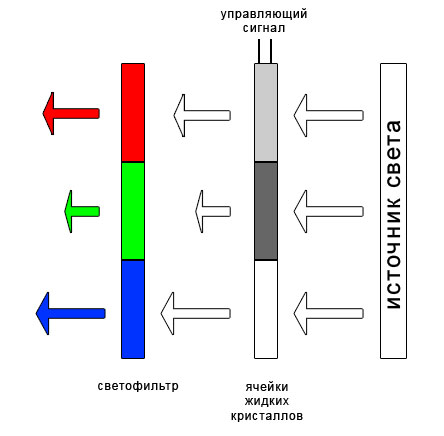 управляющий
сигнал
источник света
светофильтр
ячейки
жидких
кристаллов